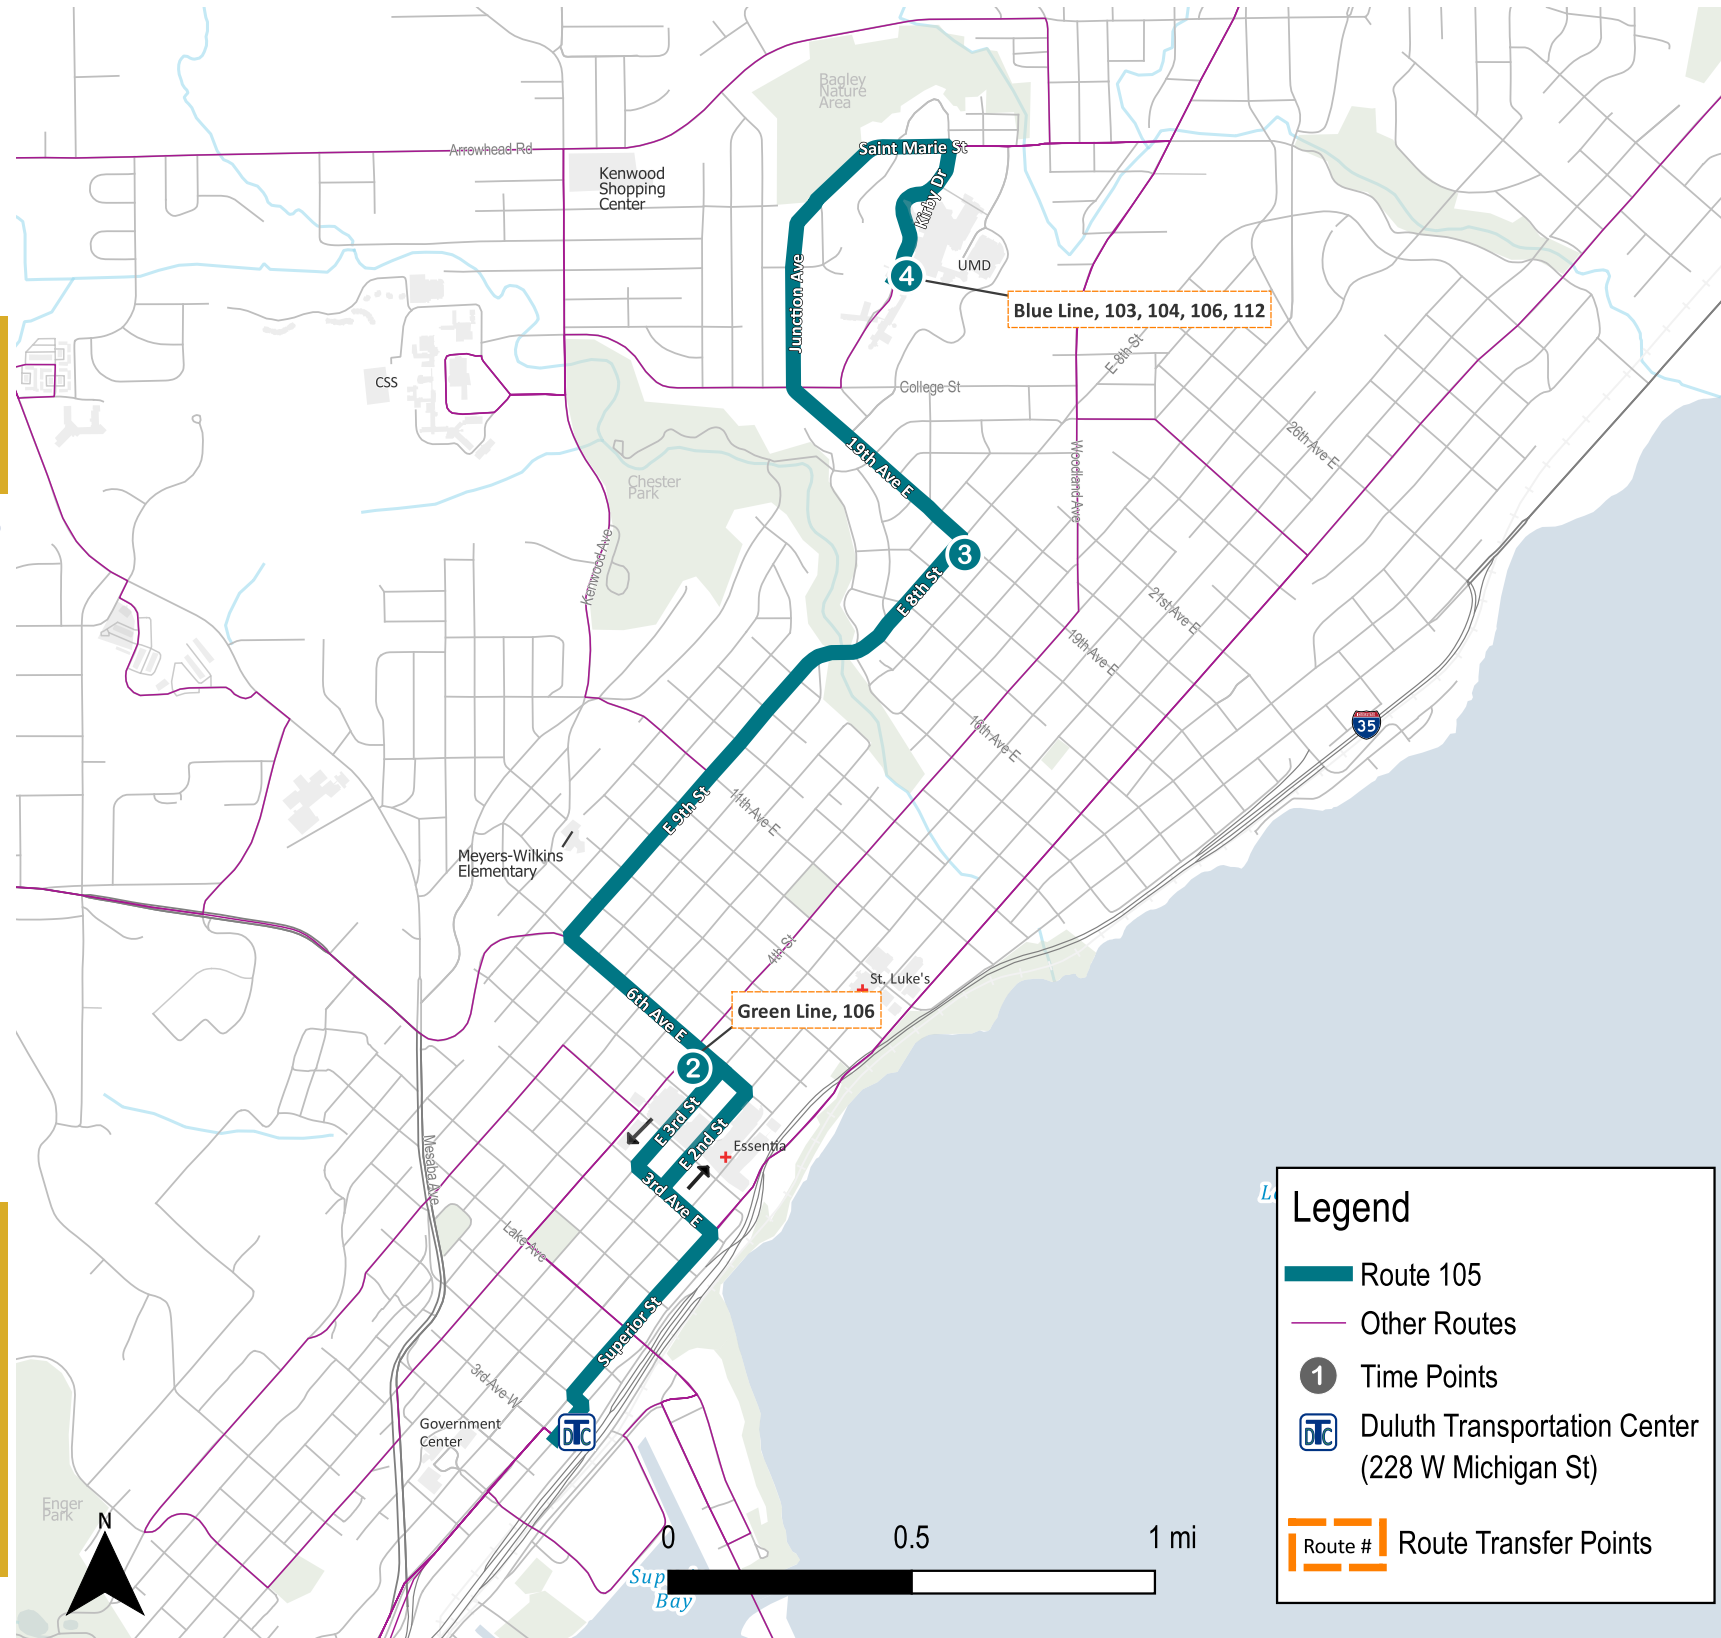 Bagley
Nature
Area
Arrowhead Rd
Saint Marie St
Kenwood
Shopping
Center
Kirby Dr
UMD
4
Junction Ave
Blue Line, 103, 104, 106, 112
E 8th St
CSS
College St
19th Ave E
26th Ave E
Woodland Ave
Chester
Park
Kenwood Ave
3
E 8th St
21st Ave E
19th Ave E
35
16th Ave E
E 9th St
11th Ave E
Meyers-Wilkins
Elementary
4th St
St. Luke's
6th Ave E
Green Line, 106
2
E 3rd St
E 2nd St
Essentia
Mesaba Ave
3rd Ave E
Lake Ave
Superior St
3rd Ave W
Government
Center
DTC
Enger
Park
N
0
0.5
1 mi
Sup
Bay
L
Legend
Route 105
Other Routes
1
Time Points
DTC
Duluth Transportation Center
(228 W Michigan St)
Route #
Route Transfer Points